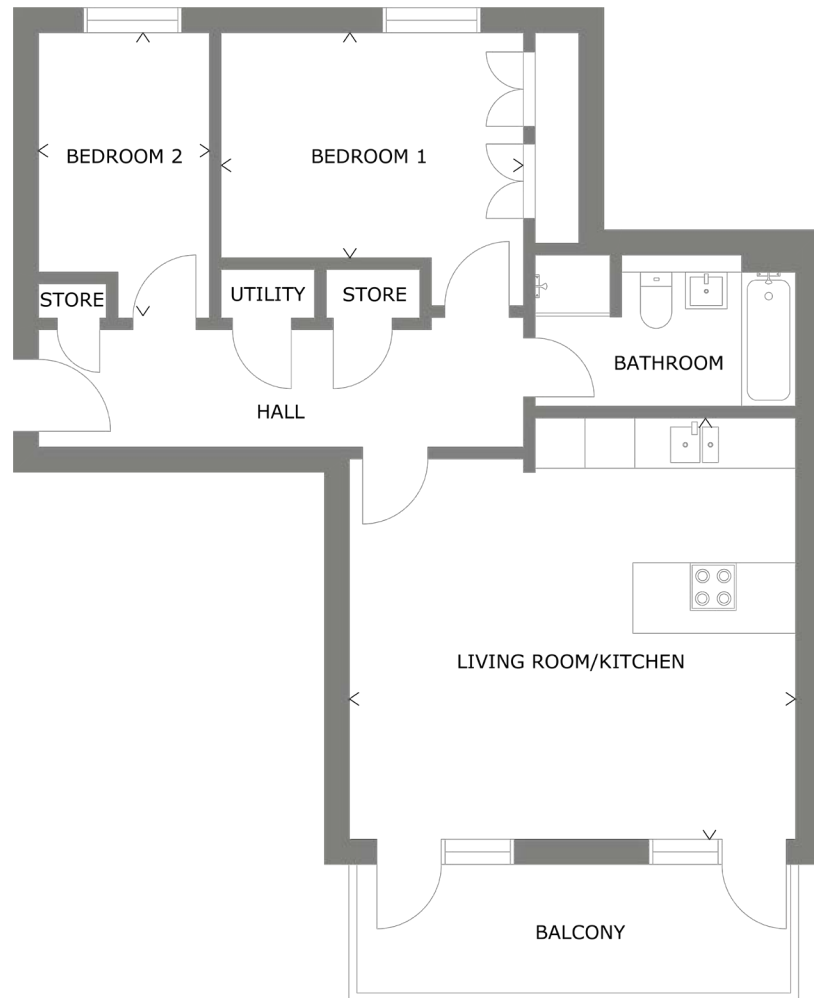 BEDROOM 2
BEDROOM 1
STORE
UTILITY
STORE
BATHROOM
HALL
LIVING ROOM/KITCHEN
BALCONY